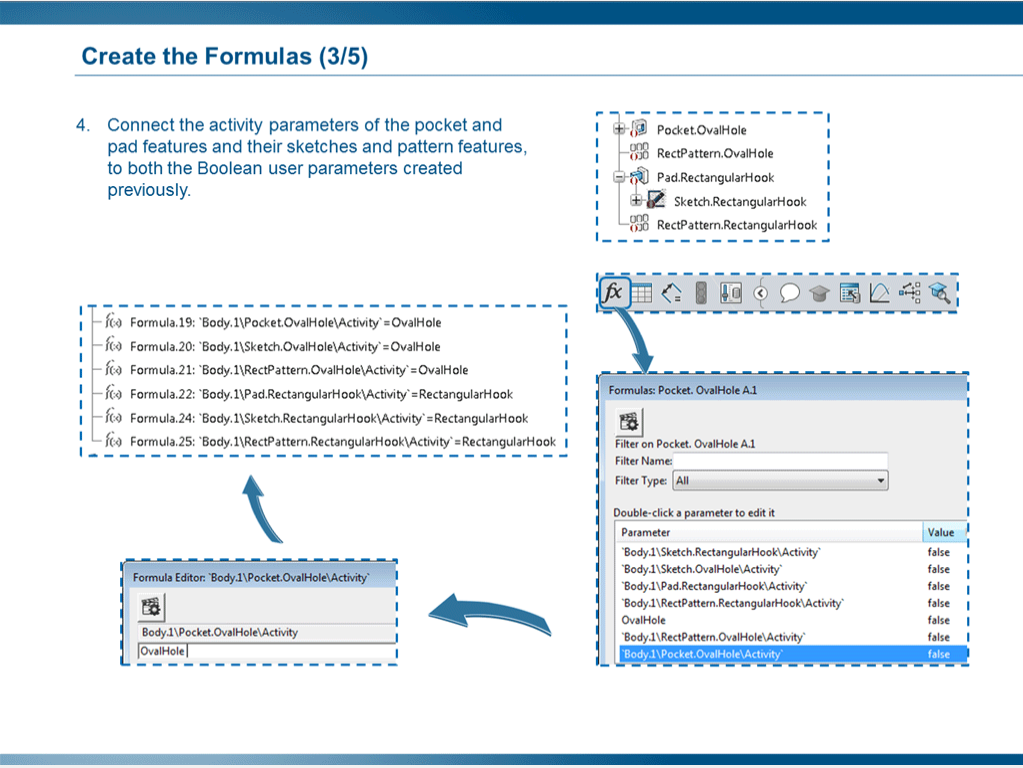 Create the Formulas (3/5)
4. Connect the activity parameters of the pocket and
pad features and their sketches and pattern features,
to both the Boolean user parameters created
previously.
Pocket.OvalHole
RectPattern.OvalHole
Pad.RectangularHook
Sketch.RectangularHook
RectPattern.RectangularHook
fx
f(x) Formula.19: `Body.1\Pocket.OvalHole\Activity`=OvalHole
f(x) Formula.20: `Body.1\Sketch.OvalHole\Activity`=OvalHole
f(x) Formula.21: `Body.1\RectPattern.OvalHole\Activity`=OvalHole
f(x) Formula.22: `Body.1\Pad.RectangularHook\Activity`=RectangularHook
f(x) Formula.24: `Body.1\Sketch.RectangularHook\Activity`=RectangularHook
f(x) Formula.25: `Body.1\RectPattern.RectangularHook\Activity`=RectangularHook
Formulas: Pocket. OvalHole A.1
Filter on Pocket. OvalHole A.1
Filter Name:
Filter Type: All
Double-click a parameter to edit it
Parameter Value
`Body.1\Sketch.RectangularHook\Activity` false
`Body.1\Sketch.OvalHole\Activity` false
`Body.1\Pad.RectangularHook\Activity` false
`Body.1\RectPattern.RectangularHook\Activity` false
OvalHole false
`Body.1\RectPattern.OvalHole\Activity` false
`Body.1\Pocket.OvalHole\Activity` false
Formula Editor: `Body.1\Pocket.OvalHole\Activity`
Body.1\Pocket.OvalHole\Activity
OvalHole